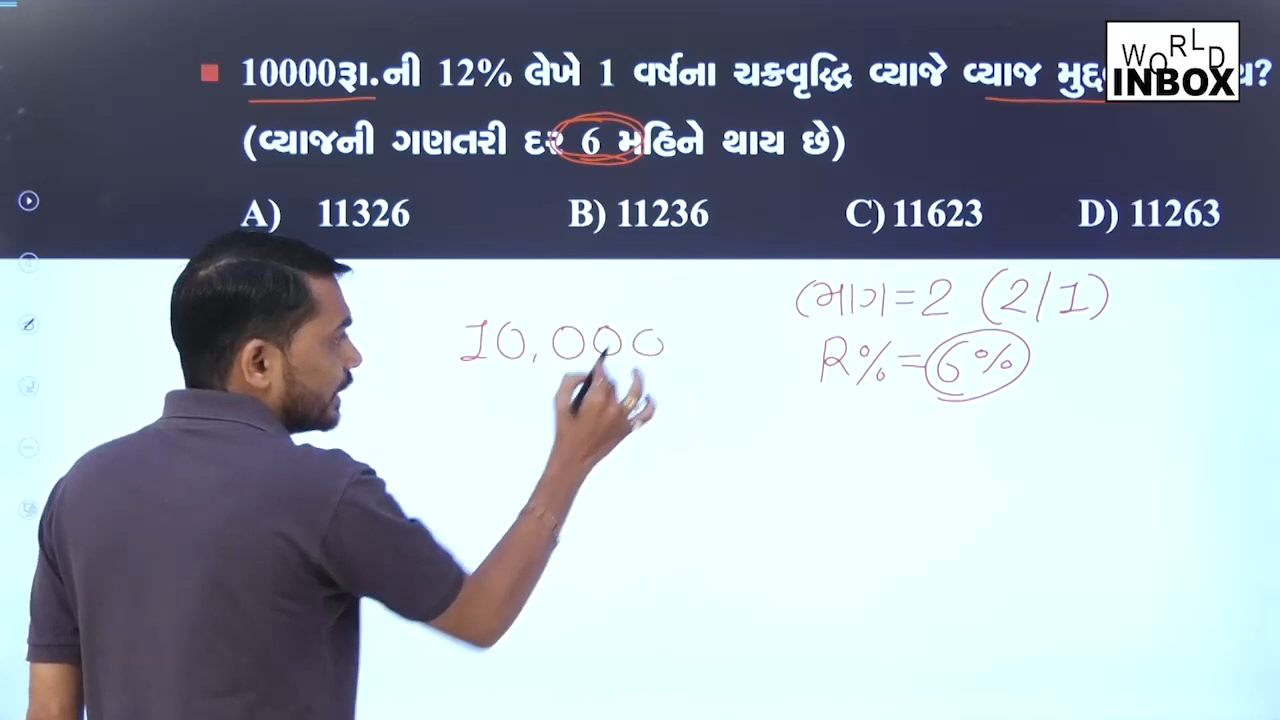 WORLD
INBOX
10000રૂા.ની 12% લેખે 1 વર્ષના ચક્રવૃદ્ધિ વ્યાજે વ્યાજ
(વ્યાજની ગણતરી દર 6 મહિને થાય છે)
A) 11326 B) 11236 C) 11623 D) 11263
ભાગ=2 (2/1)
10,000
R%=6%